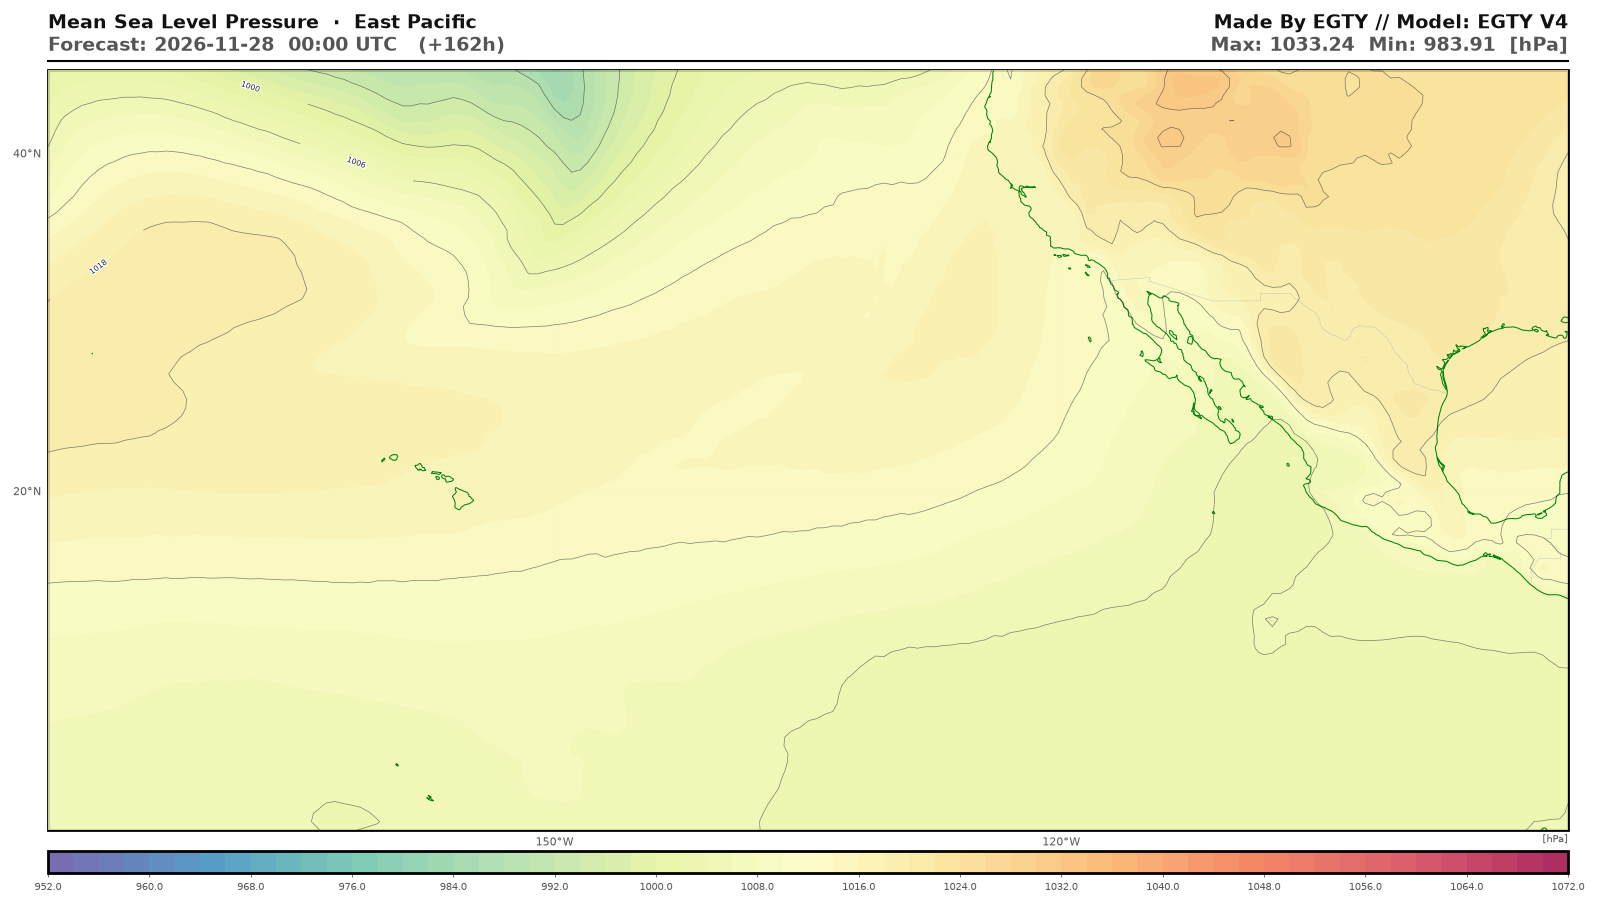 Mean Sea Level Pressure · East Pacific
Made By EGTY // Model: EGTY V4
Forecast: 2026-11-28 00:00 UTC (+162h)
Max: 1033.24 Min: 983.91 [hPa]
1000
40°N
1006
1018
20°N
150°W
120°W
[hPa]
952.0 960.0 968.0 976.0 984.0 992.0 1000.0 1008.0 1016.0 1024.0 1032.0 1040.0 1048.0 1056.0 1064.0 1072.0